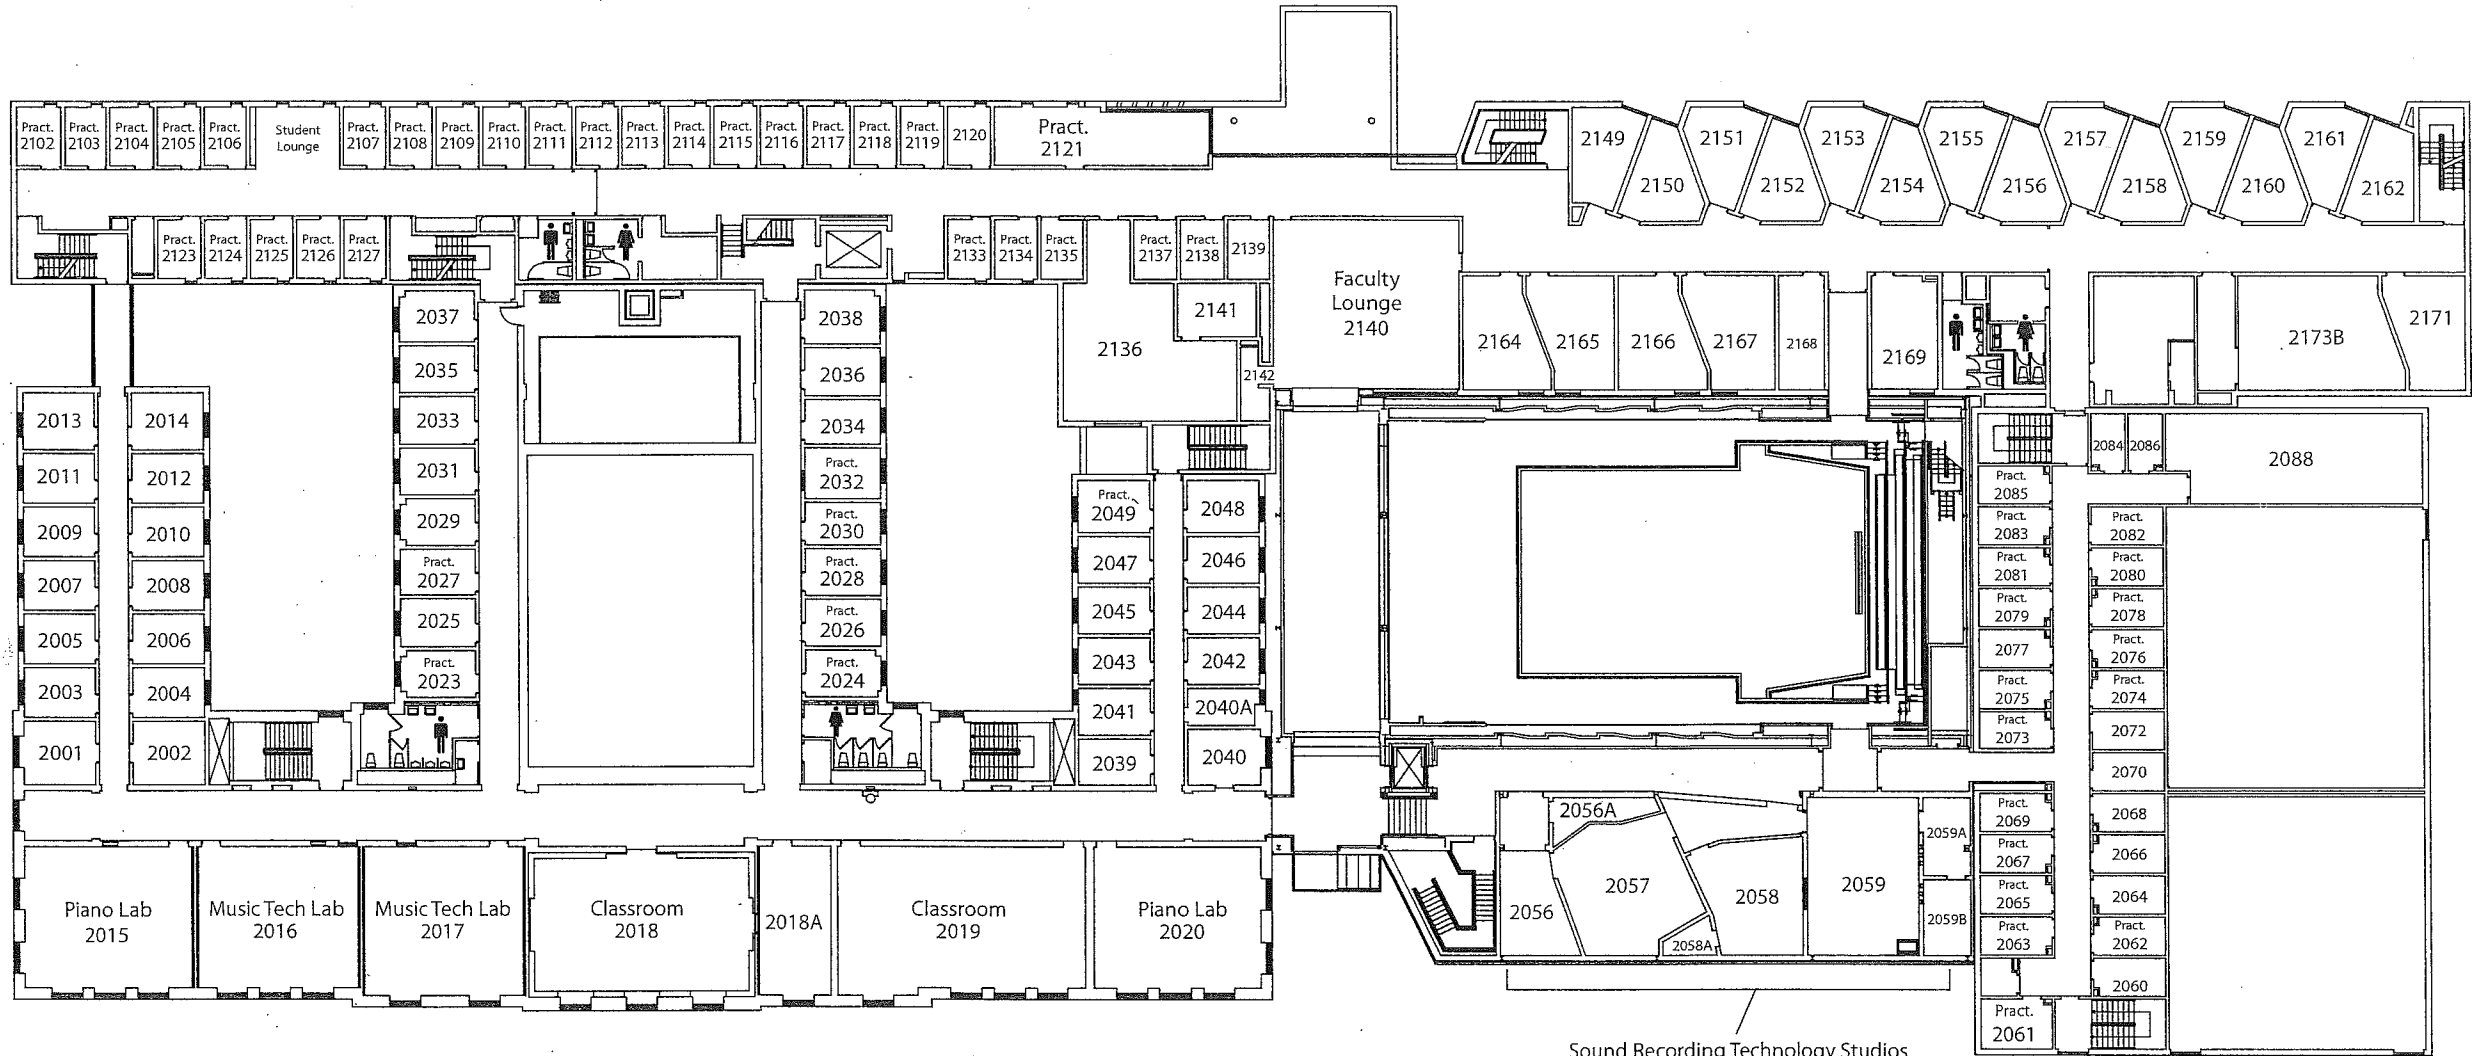 Pract.
2102
Pract.
2103
Pract.
2104
Pract.
2105
Pract.
2106
Student
Lounge
Pract.
2107
Pract.
2108
Pract.
2109
Pract.
2110
Pract.
2111
Pract.
2112
Pract.
2113
Pract.
2114
Pract.
2115
Pract.
2116
Pract.
2117
Pract.
2118
Pract.
2119
2120
Pract.
2121
2149
2150
2151
2152
2153
2154
2155
2156
2157
2158
2159
2160
2161
2162
Pract.
2123
Pract.
2124
Pract.
2125
Pract.
2126
Pract.
2127
Pract.
2133
Pract.
2134
Pract.
2135
Pract.
2137
Pract.
2138
2139
2141
2136
2142
Faculty
Lounge
2140
2164
2165
2166
2167
2168
2169
2173B
2171
2037
2035
2033
2031
2029
Pract.
2027
2025
Pract.
2023
2038
2036
2034
Pract.
2032
Pract.
2030
Pract.
2028
Pract.
2026
Pract.
2024
2013
2011
2009
2007
2005
2003
2001
2014
2012
2010
2008
2006
2004
2002
Pract.
2049
2047
2045
2043
2041
2039
2048
2046
2044
2042
2040A
2040
2084
2086
2088
Pract.
2085
Pract.
2083
Pract.
2081
Pract.
2079
2077
Pract.
2075
Pract.
2073
Pract.
2082
Pract.
2080
Pract.
2078
Pract.
2076
Pract.
2074
2072
2070
Pract.
2069
Pract.
2067
Pract.
2065
Pract.
2063
2068
2066
2064
Pract.
2062
2060
Pract.
2061
Piano Lab
2015
Music Tech Lab
2016
Music Tech Lab
2017
Classroom
2018
2018A
Classroom
2019
Piano Lab
2020
2056A
2056
2057
2058
2058A
2059
2059A
2059B
Sound Recording Technology Studios